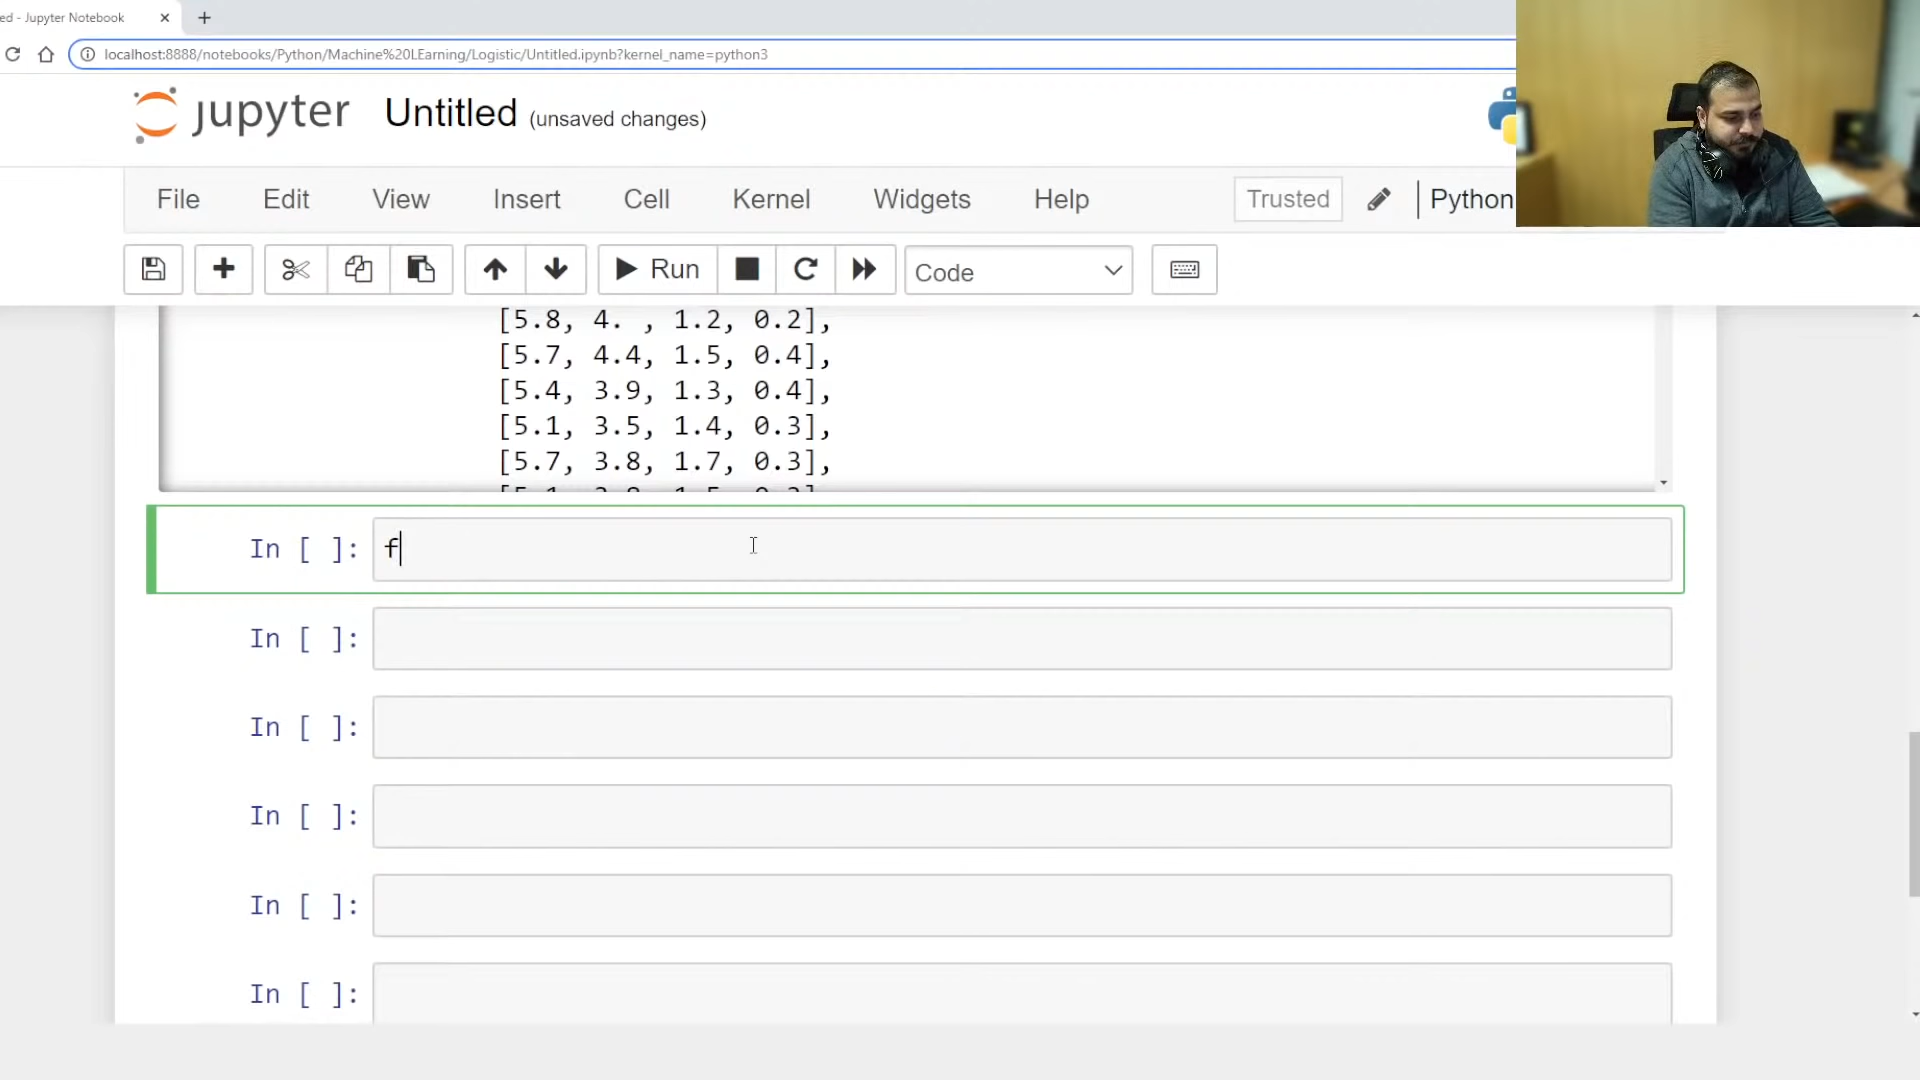 ed - Jupyter Notebook
localhost:8888/notebooks/Python/Machine%20LEarning/Logistic/Untitled.ipynb?kernel_name=python3
jupyter Untitled (unsaved changes)
File Edit View Insert Cell Kernel Widgets Help Trusted Python
Run Code
[5.8, 4. , 1.2, 0.2],
[5.7, 4.4, 1.5, 0.4],
[5.4, 3.9, 1.3, 0.4],
[5.1, 3.5, 1.4, 0.3],
[5.7, 3.8, 1.7, 0.3],
In [ ]: f
In [ ]:
In [ ]:
In [ ]:
In [ ]:
In [ ]: